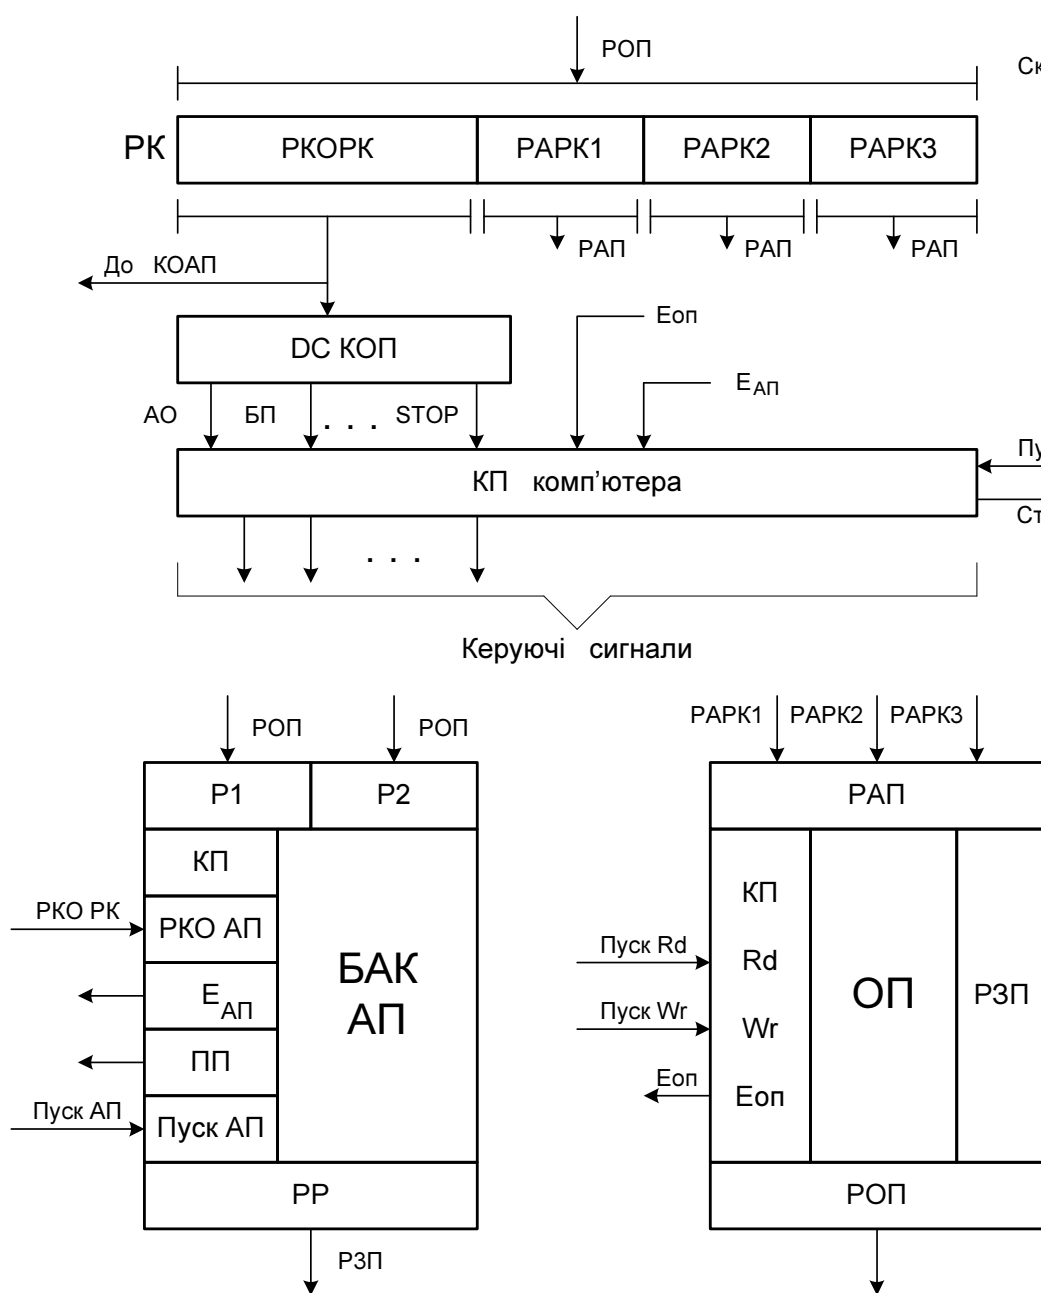 РОП
Ск
РК РКОРК РАРК1 РАРК2 РАРК3
РАП РАП РАП
До КОАП
DC КОП
Еоп
ЕАП
АО БП . . . STOP
Пу
КП комп'ютера
Ст
. . .
Керуючі сигнали
РОП РОП
РАРК1 РАРК2 РАРК3
Р1 Р2
РАП
КП
РКО РК
РКО АП
ЕАП
ПП
Пуск АП
Пуск АП
БАК
АП
РР
РЗП
КП
Пуск Rd
Rd
Пуск Wr
Wr
Еоп
Еоп
ОП
РЗП
РОП